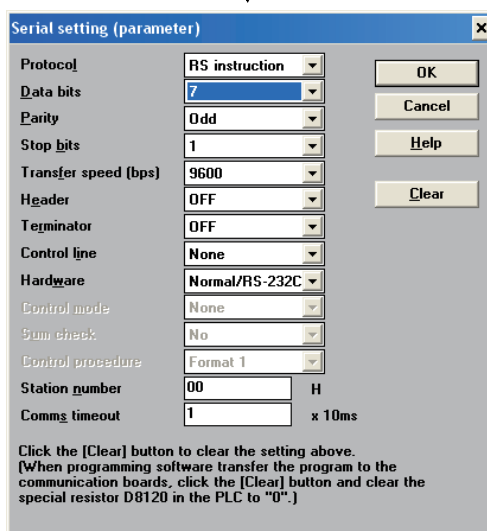 Serial setting (parameter)
Protocol RS instruction
OK
Data bits 7
Cancel
Parity Odd
Stop bits 1
Help
Transfer speed (bps) 9600
Header OFF
Clear
Terminator OFF
Control line None
Hardware Normal/RS-232C
Control mode None
Sum check No
Control procedure Format 1
Station number 00 H
Comms timeout 1 x 10ms
Click the [Clear] button to clear the setting above.
(When programming software transfer the program to the
communication boards, click the [Clear] button and clear the
special resistor D8120 in the PLC to "0".)